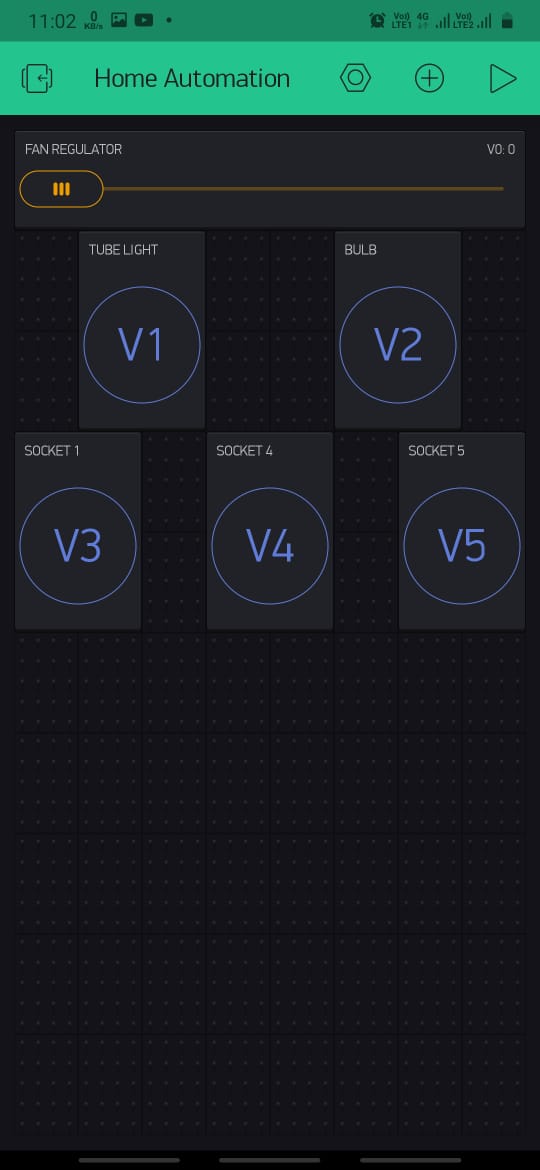 11:02 0 KB/s Vo)) LTE1 4G Vo)) LTE2
Home Automation
FAN REGULATOR V0: 0
TUBE LIGHT BULB
V1 V2
SOCKET 1 SOCKET 4 SOCKET 5
V3 V4 V5